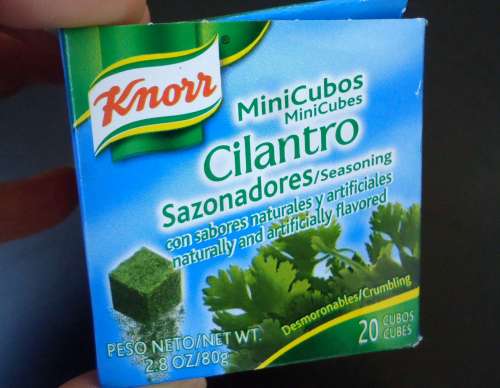 Knorr®
MiniCubos
MiniCubes
Cilantro
Sazonadores/Seasoning
con sabores naturales y artificiales
naturally and artificially flavored
Desmoronables/Crumbling
PESO NETO/NET WT.
2.8 OZ/80g
20 CUBOS
CUBES